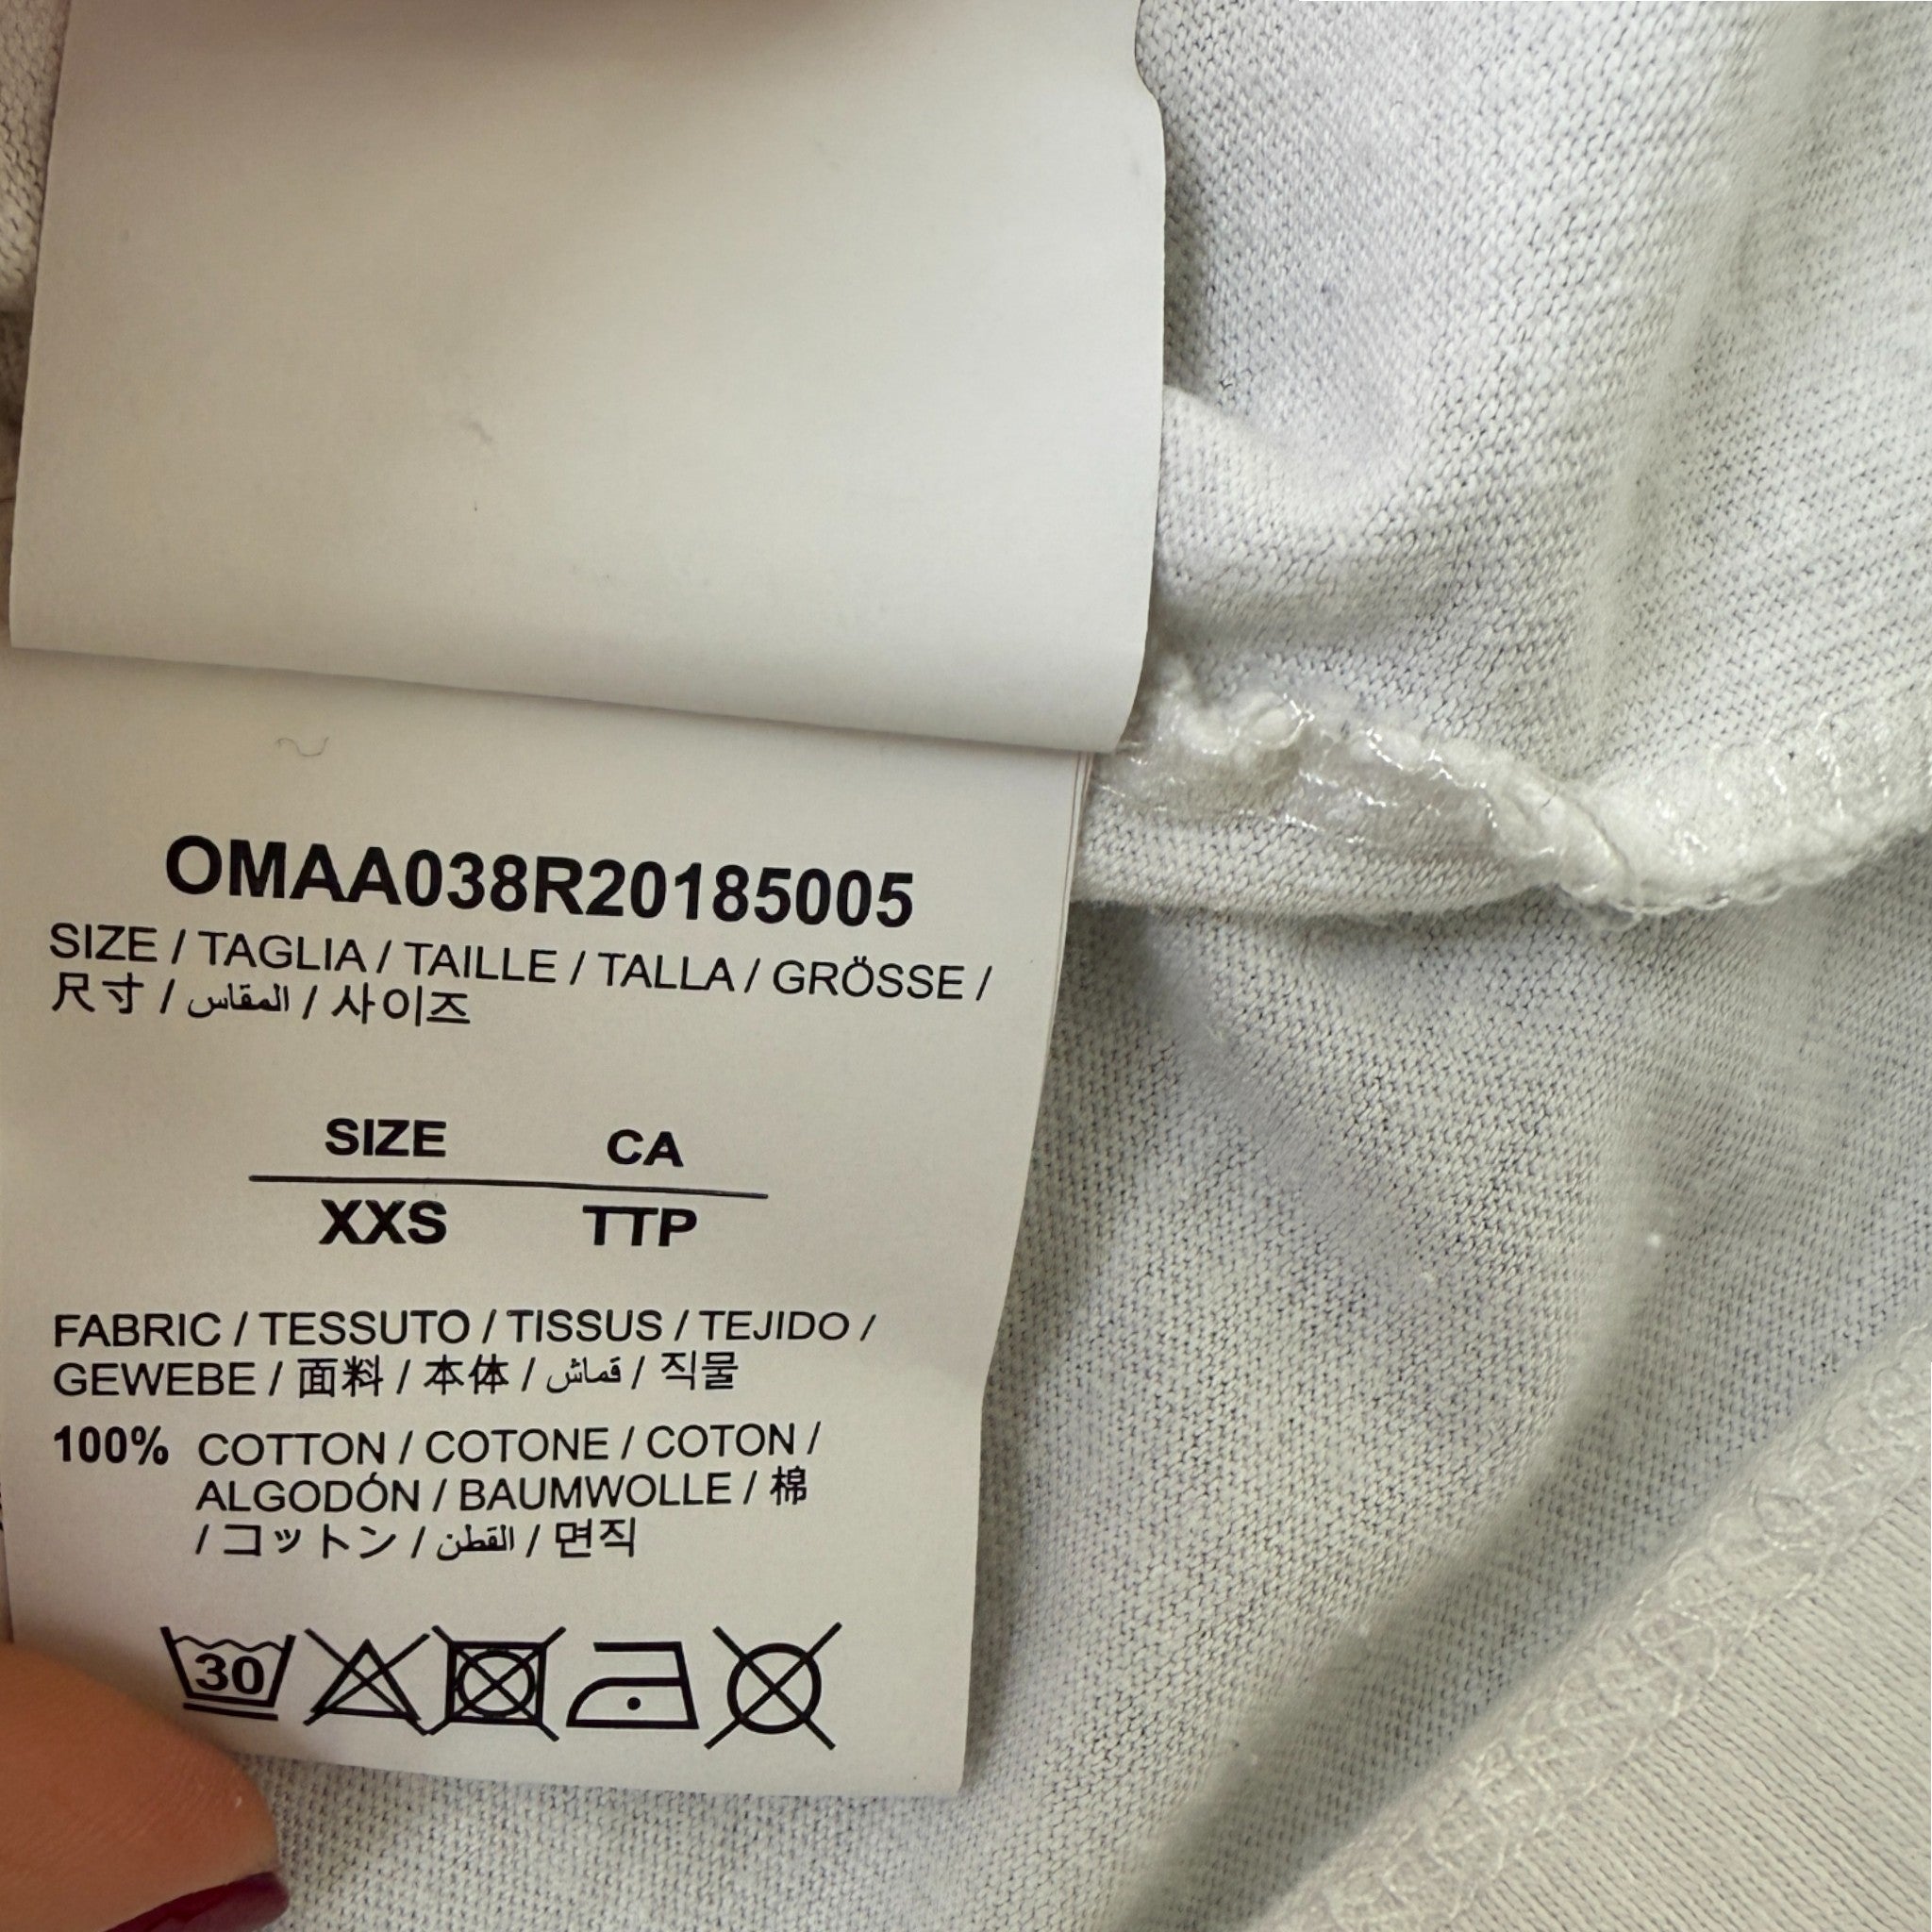 OMAA038R20185005
SIZE / TAGLIA / TAILLE / TALLA / GRÖSSE /
尺寸 / المقاس / 사이즈
SIZE CA
XXS TTP
FABRIC / TESSUTO / TISSUS / TEJIDO /
GEWEBE / 面料 / 本体 / قماش / 직물
100% COTTON / COTONE / COTON /
ALGODÓN / BAUMWOLLE / 棉
/ コットン / القطن / 면직
30